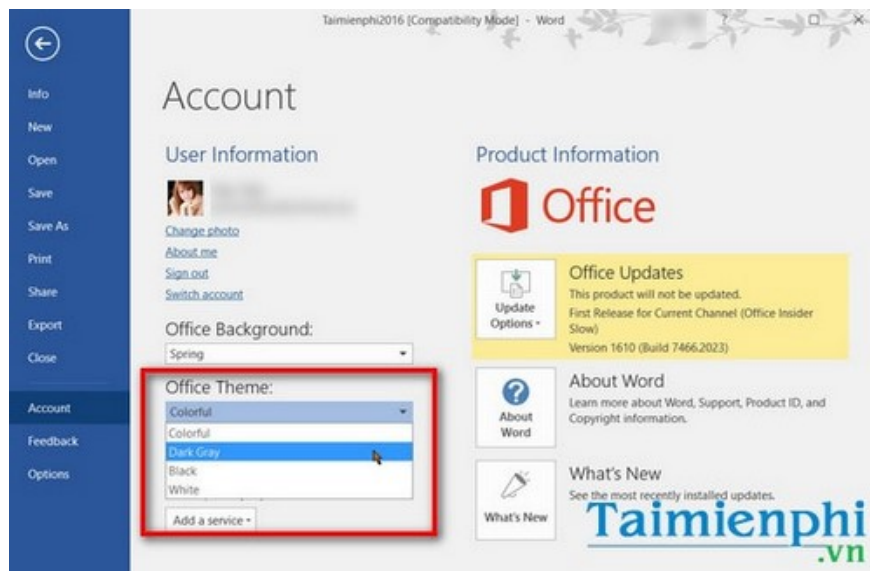 Taimienphi2016 [Compatibility Mode] - Word
?
Info
New
Open
Save
Save As
Print
Share
Export
Close
Account
Feedback
Options
Account
User Information
Change photo
About me
Sign out
Switch account
Office Background:
Spring
Office Theme:
Colorful
Colorful
Dark Gray
Black
White
Add a service
Product Information
Office
Update
Options
Office Updates
This product will not be updated.
First Release for Current Channel (Office Insider
Slow)
Version 1610 (Build 7466.2023)
About
Word
About Word
Learn more about Word, Support, Product ID, and
Copyright information.
What's New
What's New
See the most recently installed updates.
Taimienphi
.vn